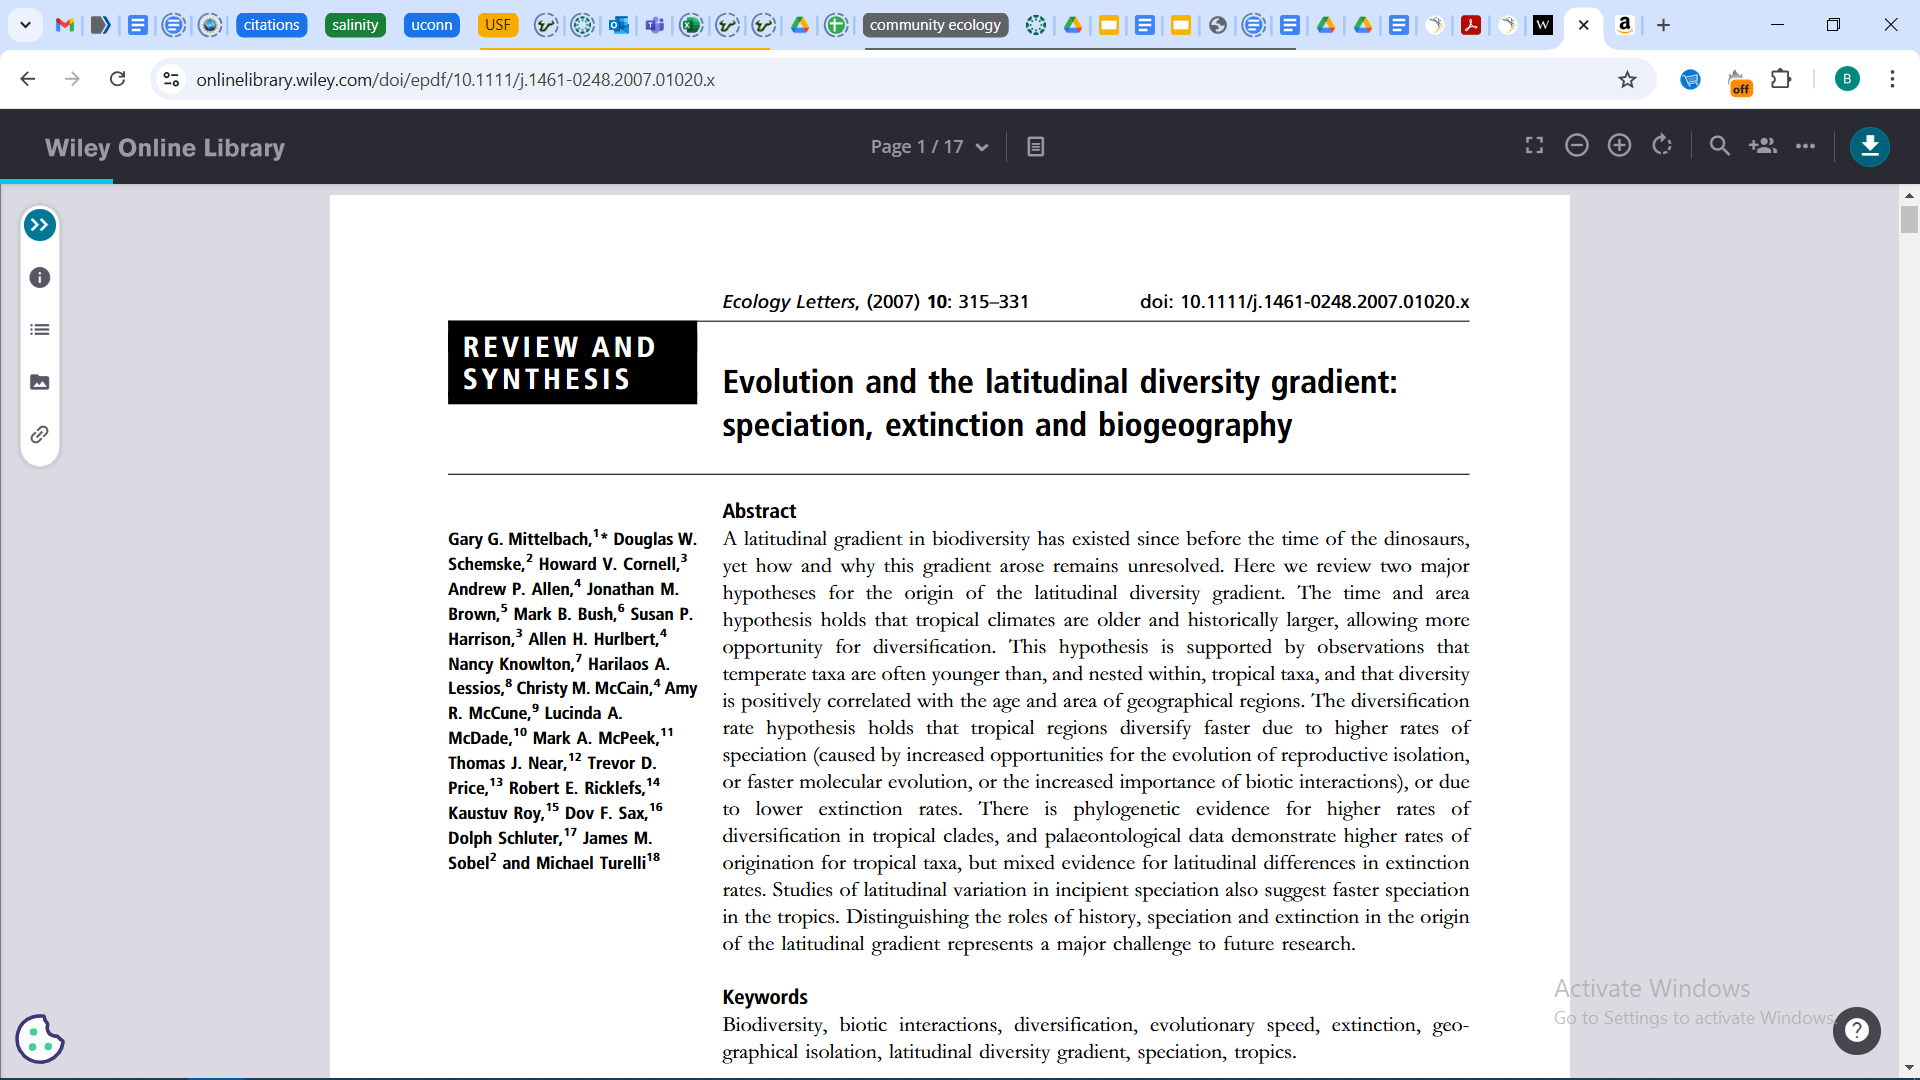 citations
salinity
uconn
USF
community ecology
W
a
onlinelibrary.wiley.com/doi/epdf/10.1111/j.1461-0248.2007.01020.x
off
B
Wiley Online Library
Page 1 / 17
Ecology Letters, (2007) 10: 315–331
doi: 10.1111/j.1461-0248.2007.01020.x
REVIEW AND
SYNTHESIS
Evolution and the latitudinal diversity gradient:
speciation, extinction and biogeography
Gary G. Mittelbach,1* Douglas W.
Schemske,2 Howard V. Cornell,3
Andrew P. Allen,4 Jonathan M.
Brown,5 Mark B. Bush,6 Susan P.
Harrison,3 Allen H. Hurlbert,4
Nancy Knowlton,7 Harilaos A.
Lessios,8 Christy M. McCain,4 Amy
R. McCune,9 Lucinda A.
McDade,10 Mark A. McPeek,11
Thomas J. Near,12 Trevor D.
Price,13 Robert E. Ricklefs,14
Kaustuv Roy,15 Dov F. Sax,16
Dolph Schluter,17 James M.
Sobel2 and Michael Turelli18
Abstract
A latitudinal gradient in biodiversity has existed since before the time of the dinosaurs,
yet how and why this gradient arose remains unresolved. Here we review two major
hypotheses for the origin of the latitudinal diversity gradient. The time and area
hypothesis holds that tropical climates are older and historically larger, allowing more
opportunity for diversification. This hypothesis is supported by observations that
temperate taxa are often younger than, and nested within, tropical taxa, and that diversity
is positively correlated with the age and area of geographical regions. The diversification
rate hypothesis holds that tropical regions diversify faster due to higher rates of
speciation (caused by increased opportunities for the evolution of reproductive isolation,
or faster molecular evolution, or the increased importance of biotic interactions), or due
to lower extinction rates. There is phylogenetic evidence for higher rates of
diversification in tropical clades, and palaeontological data demonstrate higher rates of
origination for tropical taxa, but mixed evidence for latitudinal differences in extinction
rates. Studies of latitudinal variation in incipient speciation also suggest faster speciation
in the tropics. Distinguishing the roles of history, speciation and extinction in the origin
of the latitudinal gradient represents a major challenge to future research.
Keywords
Biodiversity, biotic interactions, diversification, evolutionary speed, extinction, geo-
graphical isolation, latitudinal diversity gradient, speciation, tropics.
Activate Windows
Go to Settings to activate Windows.